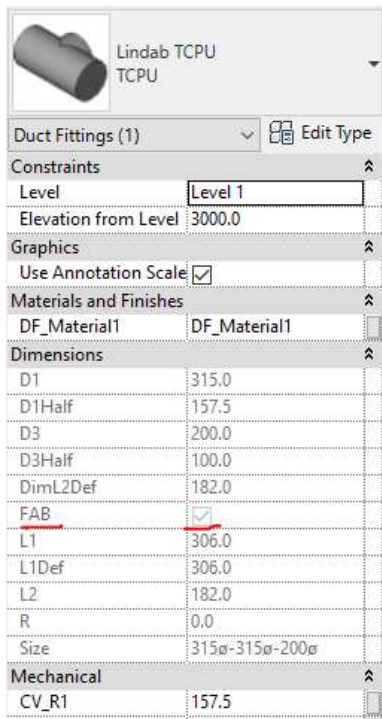 Lindab TCPU
TCPU
Duct Fittings (1) Edit Type
Constraints
Level Level 1
Elevation from Level 3000.0
Graphics
Use Annotation Scale
Materials and Finishes
DF_Material1 DF_Material1
Dimensions
D1 315.0
D1Half 157.5
D3 200.0
D3Half 100.0
DimL2Def 182.0
FAB
L1 306.0
L1Def 306.0
L2 182.0
R 0.0
Size 315ø-315ø-200ø
Mechanical
CV_R1 157.5